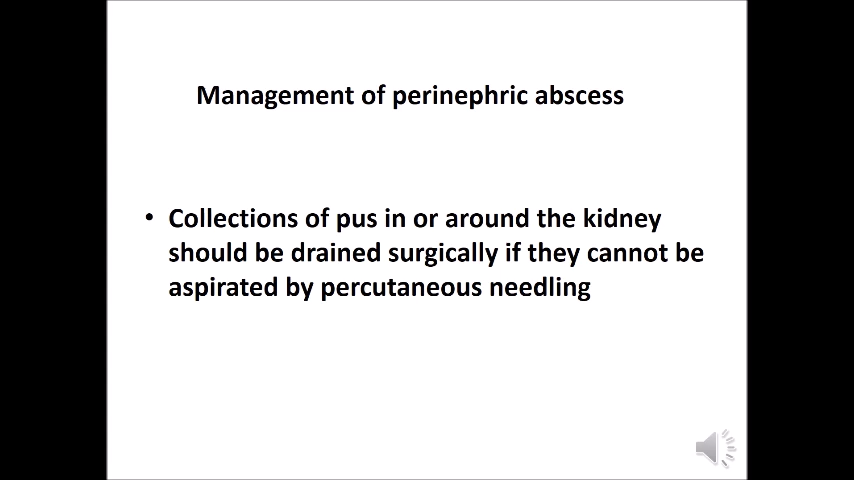 Management of perinephric abscess
• Collections of pus in or around the kidney
should be drained surgically if they cannot be
aspirated by percutaneous needling